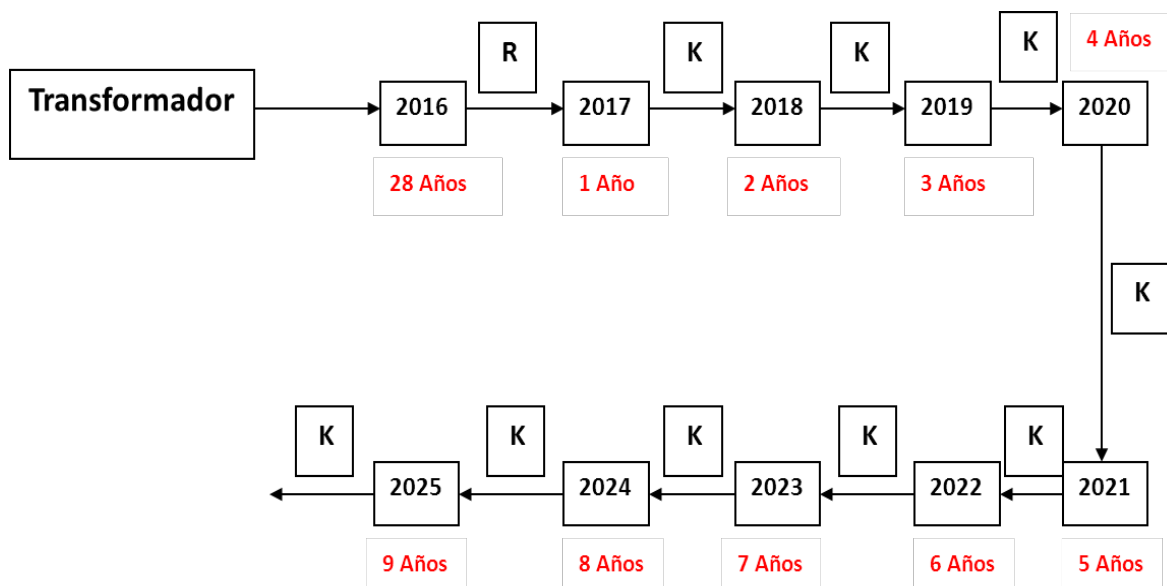 R
K
K
K
4 Años
Transformador
2016
2017
2018
2019
2020
28 Años
1 Año
2 Años
3 Años
K
K
K
K
K
K
2025
2024
2023
2022
2021
9 Años
8 Años
7 Años
6 Años
5 Años